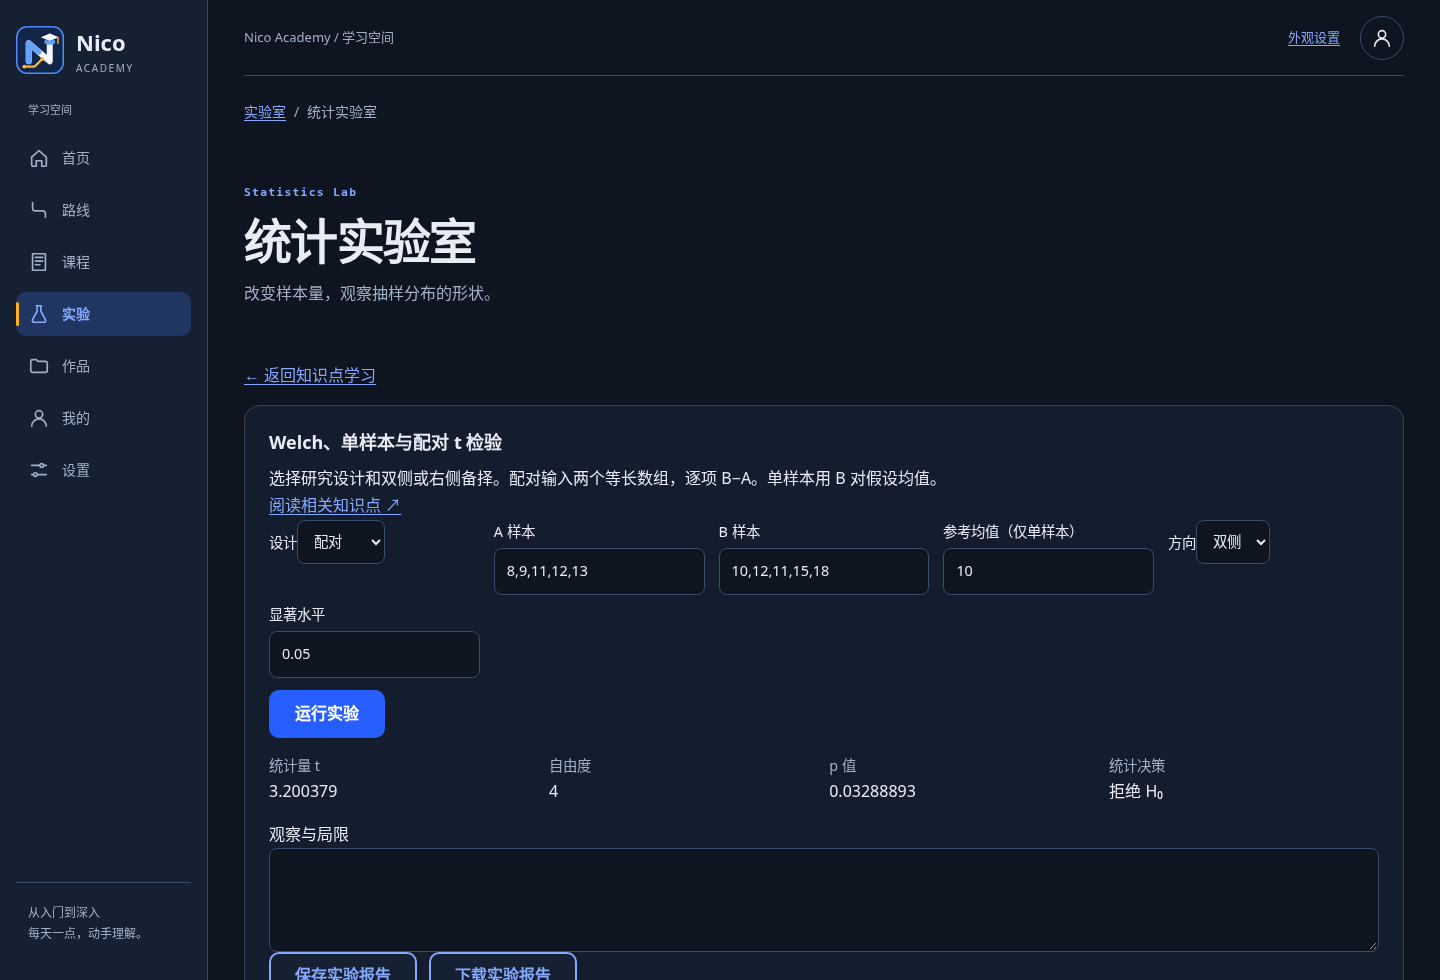 Nico
ACADEMY
学习空间
首页
路线
课程
实验
作品
我的
设置
从入门到深入
每天一点，动手理解。
Nico Academy / 学习空间
外观设置
实验室 / 统计实验室
Statistics Lab
统计实验室
改变样本量，观察抽样分布的形状。
← 返回知识点学习
Welch、单样本与配对 t 检验
选择研究设计和双侧或右侧备择。配对输入两个等长数组，逐项 B−A。单样本用 B 对假设均值。
阅读相关知识点 ↗
设计 配对
A 样本
8,9,11,12,13
B 样本
10,12,11,15,18
参考均值（仅单样本）
10
方向 双侧
显著水平
0.05
运行实验
统计量 t
3.200379
自由度
4
p 值
0.03288893
统计决策
拒绝 H₀
观察与局限
保存实验报告
下载实验报告